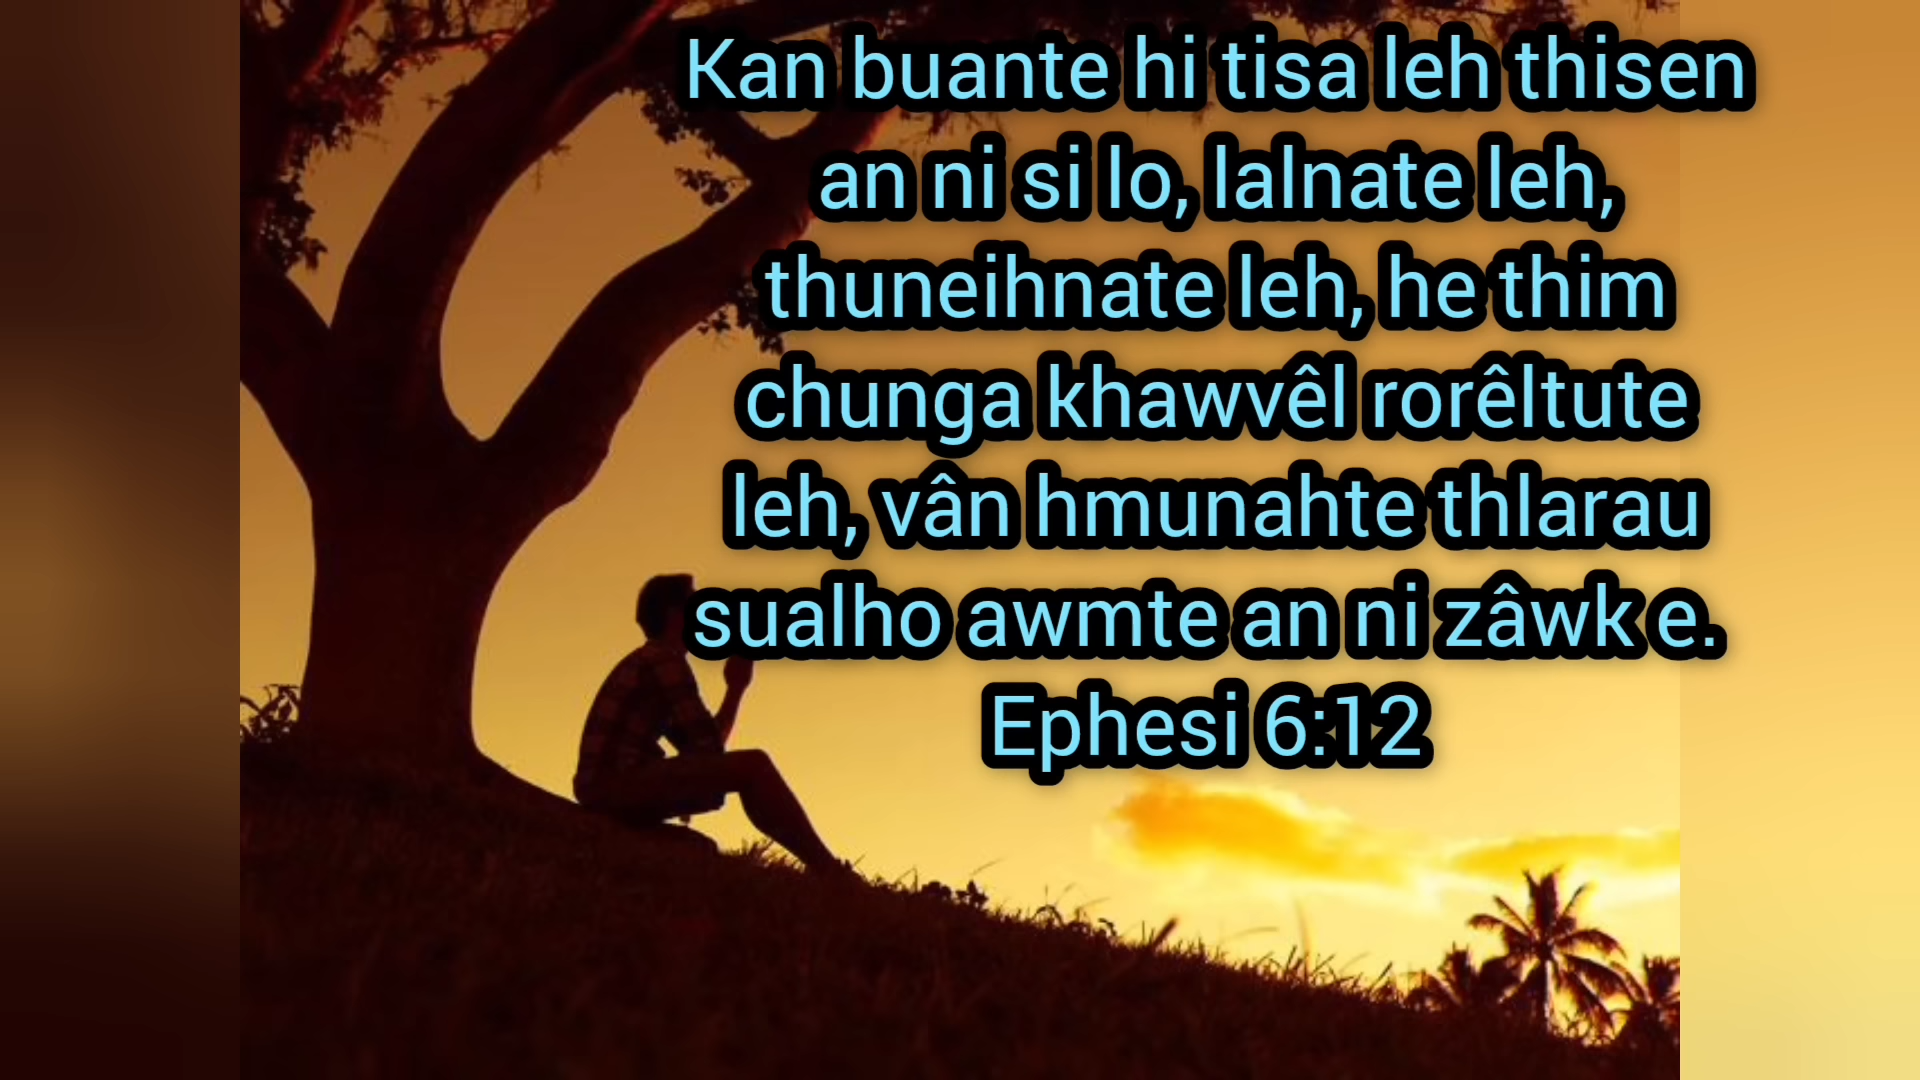 Kan buante hi tisa leh thisen
an ni si lo, lalnate leh,
thuneihnate leh, he thim
chunga khawvêl rorêltute
leh, vân hmunahte thlarau
sualho awmte an ni zâwk e.
Ephesi 6:12